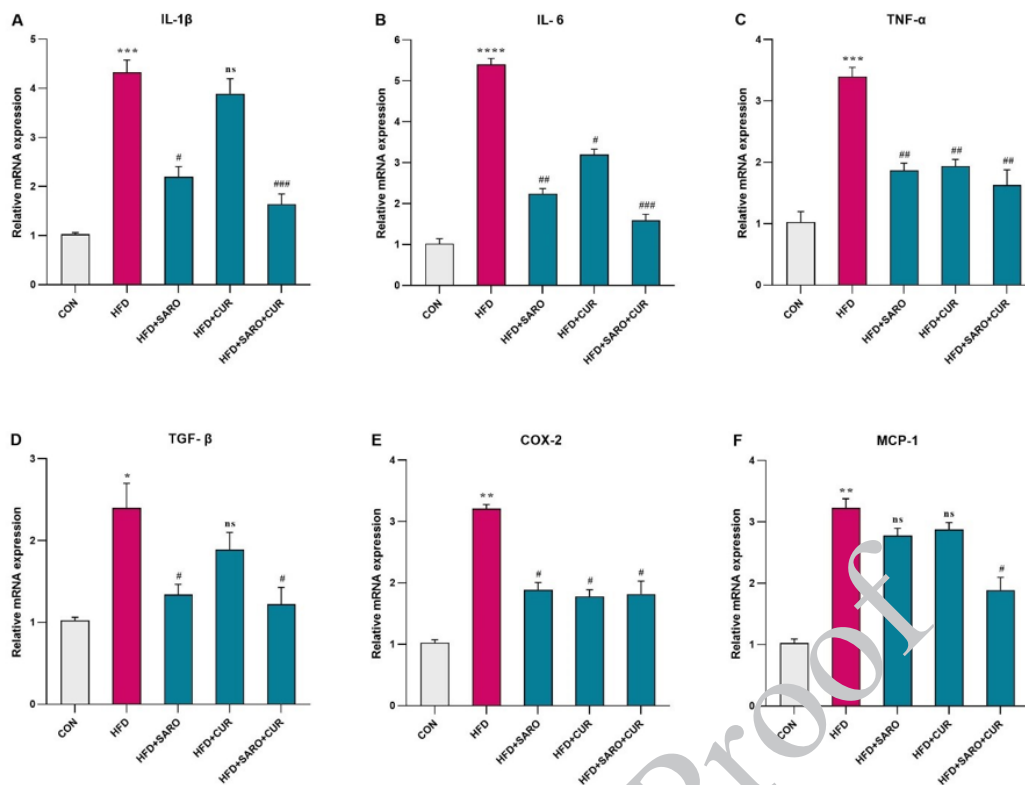 A IL-1β
Relative mRNA expression
5
4
3
2
1
0
***
#
ns
###
CON
HFD
HFD+SARO
HFD+CUR
HFD+SARO+CUR
B IL- 6
Relative mRNA expression
6
5
4
3
2
1
0
****
##
#
###
CON
HFD
HFD+SARO
HFD+CUR
HFD+SARO+CUR
C TNF-α
Relative mRNA expression
4
3
2
1
0
***
##
##
##
CON
HFD
HFD+SARO
HFD+CUR
HFD+SARO+CUR
D TGF- β
Relative mRNA expression
3
2
1
0
*
#
ns
#
CON
HFD
HFD+SARO
HFD+CUR
HFD+SARO+CUR
E COX-2
Relative mRNA expression
4
3
2
1
0
**
#
#
#
CON
HFD
HFD+SARO
HFD+CUR
HFD+SARO+CUR
F MCP-1
Relative mRNA expression
4
3
2
1
0
**
ns
ns
#
CON
HFD
HFD+SARO
HFD+CUR
HFD+SARO+CUR
Proof